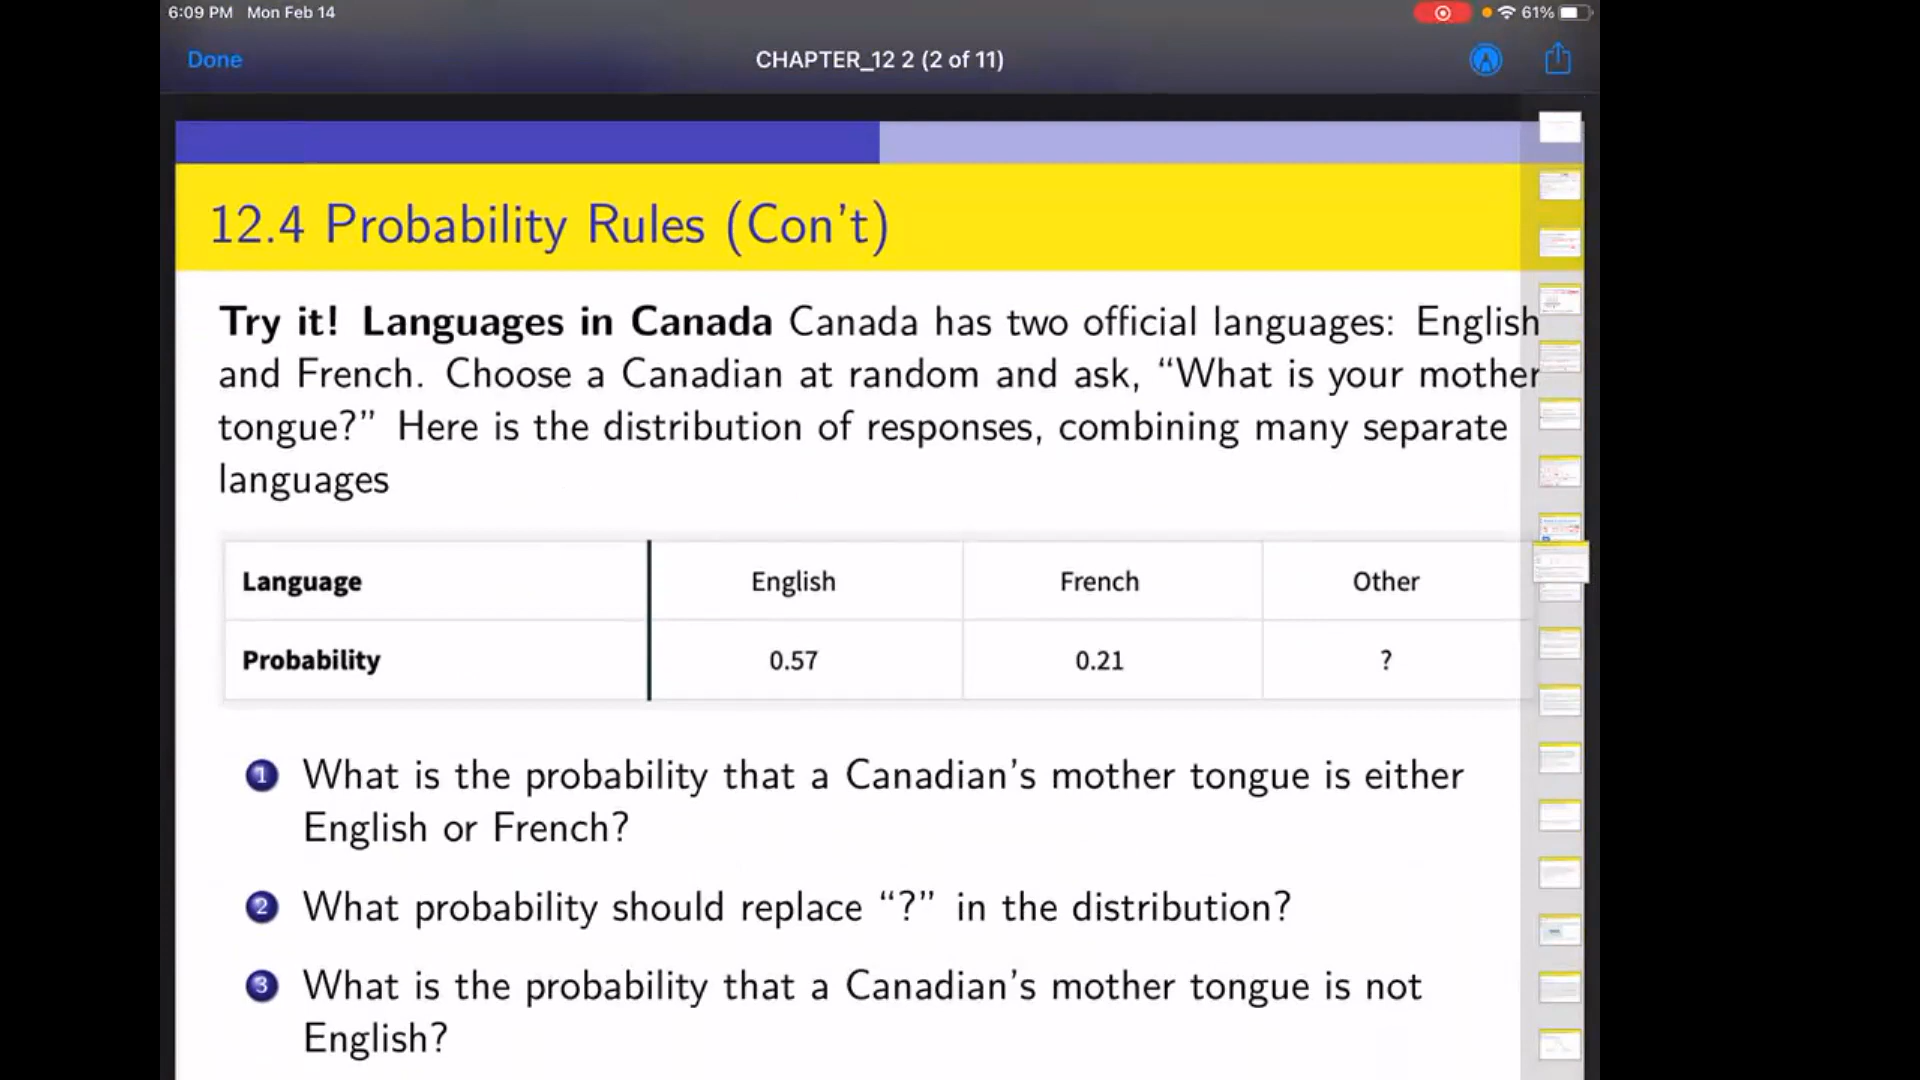 6:09 PM Mon Feb 14
61%
Done
CHAPTER_12 2 (2 of 11)
12.4 Probability Rules (Con't)
Try it! Languages in Canada Canada has two official languages: English
and French. Choose a Canadian at random and ask, “What is your mother
tongue?” Here is the distribution of responses, combining many separate
languages
Language English French Other
Probability 0.57 0.21 ?
1 What is the probability that a Canadian's mother tongue is either
English or French?
2 What probability should replace “?” in the distribution?
3 What is the probability that a Canadian's mother tongue is not
English?